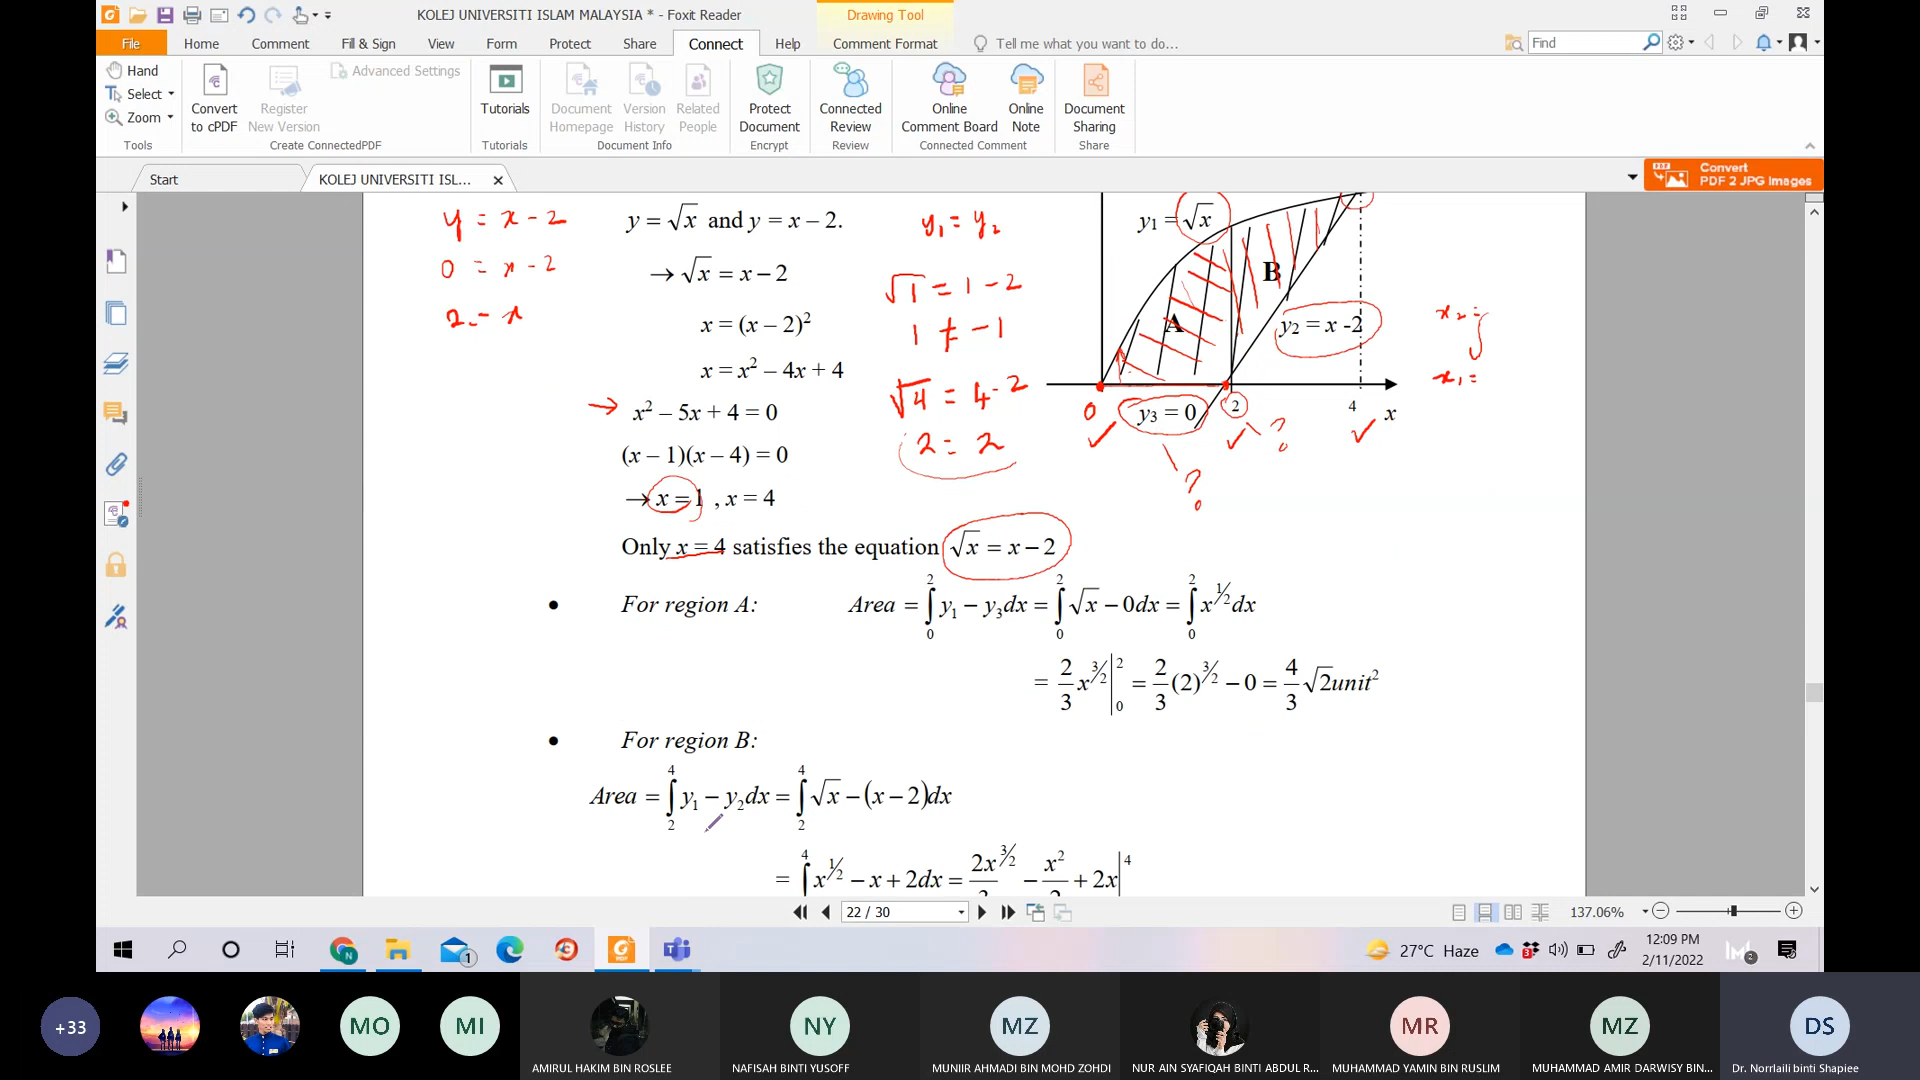 KOLEJ UNIVERSITI ISLAM MALAYSIA * - Foxit Reader
Drawing Tool
File Home Comment Fill & Sign View Form Protect Share Connect Help Comment Format Tell me what you want to do... Find
Hand
Select
Zoom
Tools
Convert to cPDF
Register New Version
Advanced Settings
Create ConnectedPDF
Tutorials
Tutorials
Document Homepage
Version History
Related People
Document Info
Protect Document
Encrypt
Connected Review
Review
Online Comment Board
Online Note
Connected Comment
Document Sharing
Share
Start
KOLEJ UNIVERSITI ISL...
Convert
PDF 2 JPG Images
y = x - 2
0 = x - 2
2 = x
y = √x and y = x – 2.
→ √x = x – 2
x = (x – 2)²
x = x² – 4x + 4
→ x² – 5x + 4 = 0
(x – 1)(x – 4) = 0
→ x = 1 , x = 4
y₁ = y₂
√1 = 1 - 2
1 ≠ -1
√4 = 4 - 2
2 = 2
y₁ = √x
B
A
y₂ = x -2
x₂ =
x₁ =
0 y₃ = 0 2 4 x
✓ ✓ ? ✓
?
Only x = 4 satisfies the equation √x = x – 2
• For region A: Area = ∫₀² y₁ – y₃dx = ∫₀² √x – 0dx = ∫₀² x^½ dx
= 2/3 x^3/2 |₀² = 2/3 (2)^3/2 – 0 = 4/3 √2unit²
• For region B:
Area = ∫₂⁴ y₁ – y₂dx = ∫₂⁴ √x – (x – 2)dx
= ∫⁴ x^½ – x + 2dx = 2x^3/2/3 – x²/2 + 2x |⁴
22 / 30
137.06%
1
27°C Haze
3
12:09 PM
2/11/2022
2
+33
MO
MI
AMIRUL HAKIM BIN ROSLEE
NY
NAFISAH BINTI YUSOFF
MZ
MUNIIR AHMADI BIN MOHD ZOHDI
NUR AIN SYAFIQAH BINTI ABDUL R...
MR
MUHAMMAD YAMIN BIN RUSLIM
MZ
MUHAMMAD AMIR DARWISY BIN...
DS
Dr. Norrlaili binti Shapiee